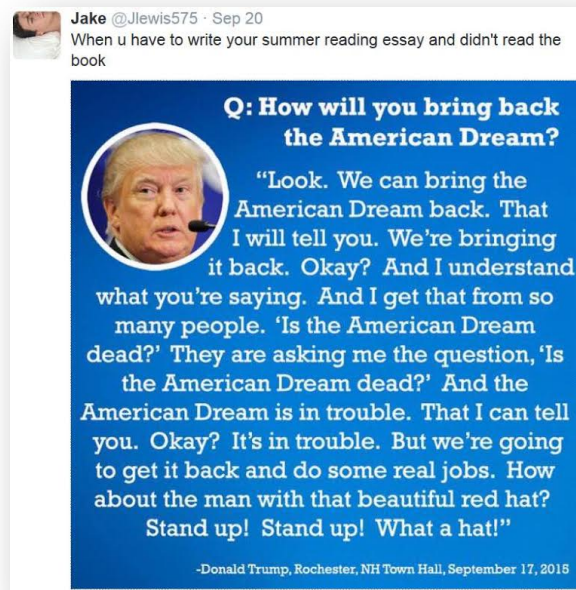 Jake @Jlewis575 · Sep 20
When u have to write your summer reading essay and didn't read the
book
Q: How will you bring back
the American Dream?
“Look. We can bring the
American Dream back. That
I will tell you. We’re bringing
it back. Okay? And I understand
what you’re saying. And I get that from so
many people. ‘Is the American Dream
dead?’ They are asking me the question, ‘Is
the American Dream dead?’ And the
American Dream is in trouble. That I can tell
you. Okay? It’s in trouble. But we’re going
to get it back and do some real jobs. How
about the man with that beautiful red hat?
Stand up! Stand up! What a hat!”
-Donald Trump, Rochester, NH Town Hall, September 17, 2015